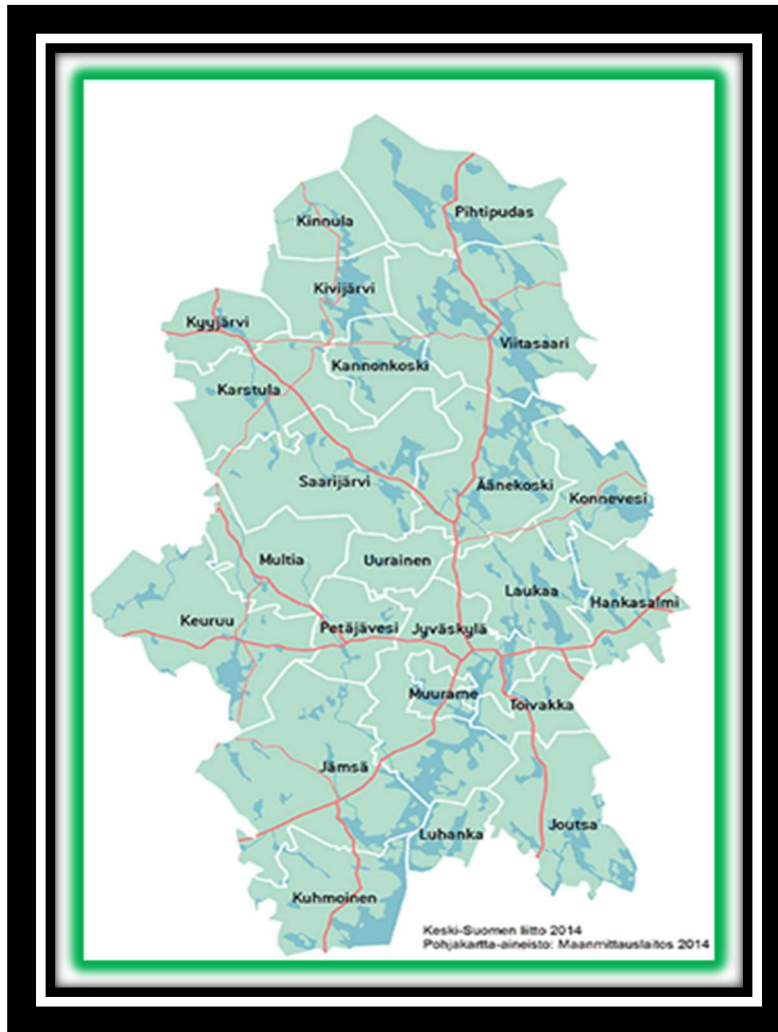 Pihtipudas
Kinnula
Kivijärvi
Kyyjärvi
Viitasaari
Kannonkoski
Karstula
Saarijärvi
Äänekoski
Konnevesi
Multia
Uurainen
Laukaa
Hankasalmi
Keuruu
Petäjävesi
Jyväskylä
Muurame
Toivakka
Jämsä
Joutsa
Luhanka
Kuhmoinen
Keski-Suomen liitto 2014
Pohjakartta-aineisto: Maanmittauslaitos 2014